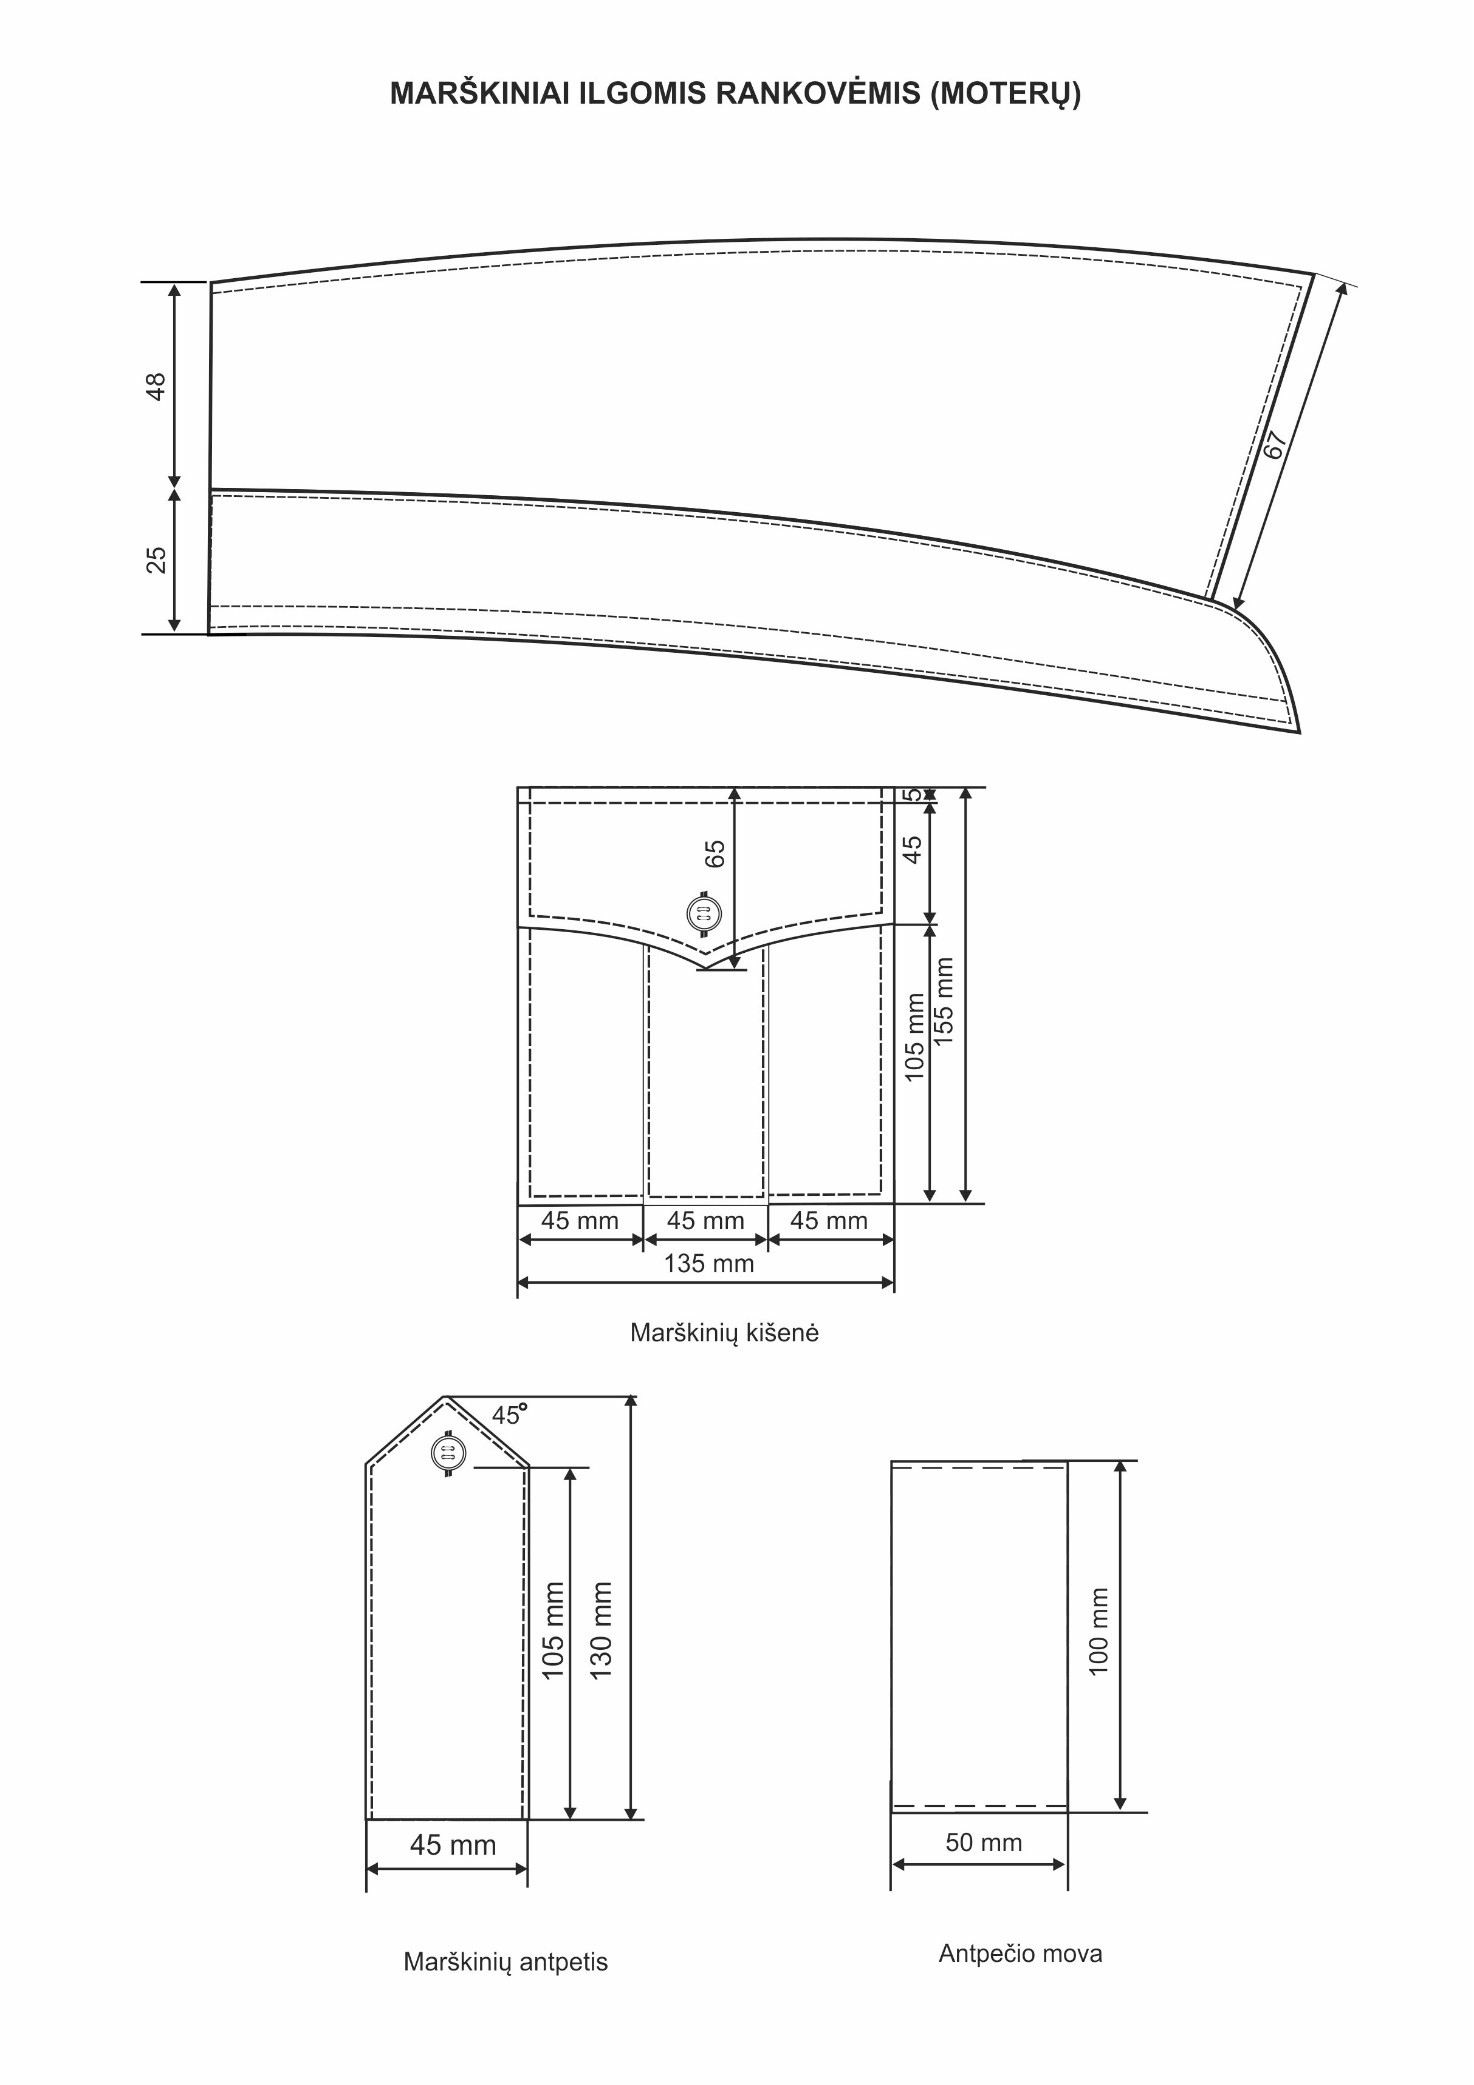 MARŠKINIAI ILGOMIS RANKOVĖMIS (MOTERŲ)
48
25
67
65
5
45
105 mm
155 mm
45 mm
45 mm
45 mm
135 mm
Marškinių kišenė
45°
105 mm
130 mm
45 mm
Marškinių antpetis
100 mm
50 mm
Antpečio mova